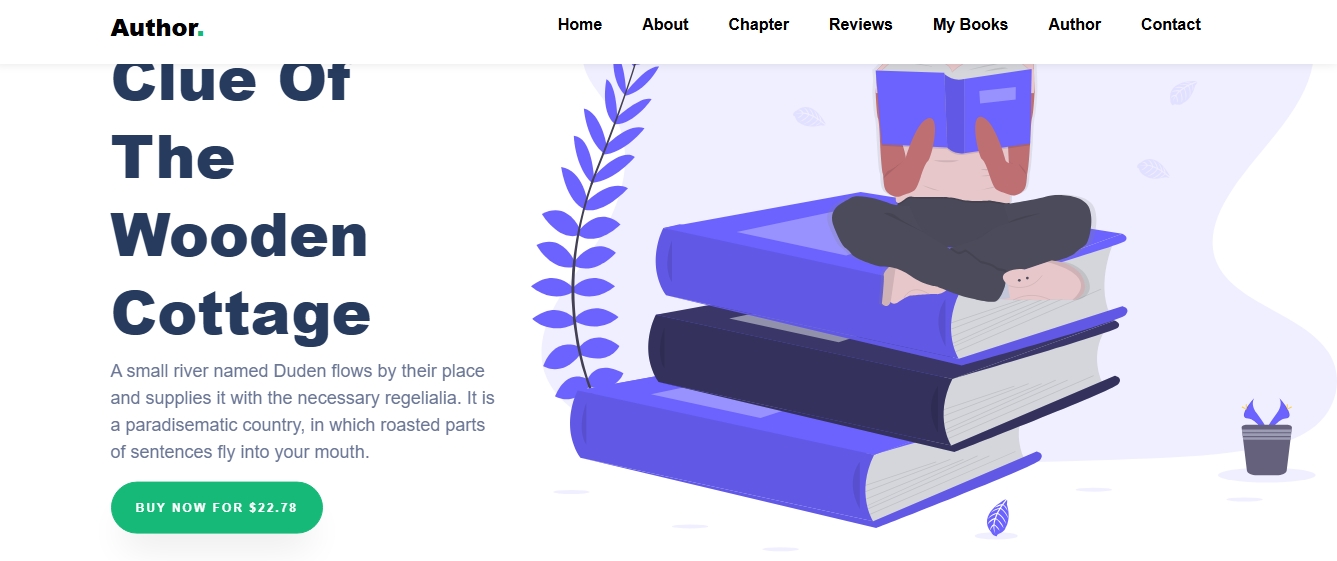 Author.
Home About Chapter Reviews My Books Author Contact
Clue Of
The
Wooden
Cottage
A small river named Duden flows by their place
and supplies it with the necessary regelialia. It is
a paradisematic country, in which roasted parts
of sentences fly into your mouth.
BUY NOW FOR $22.78